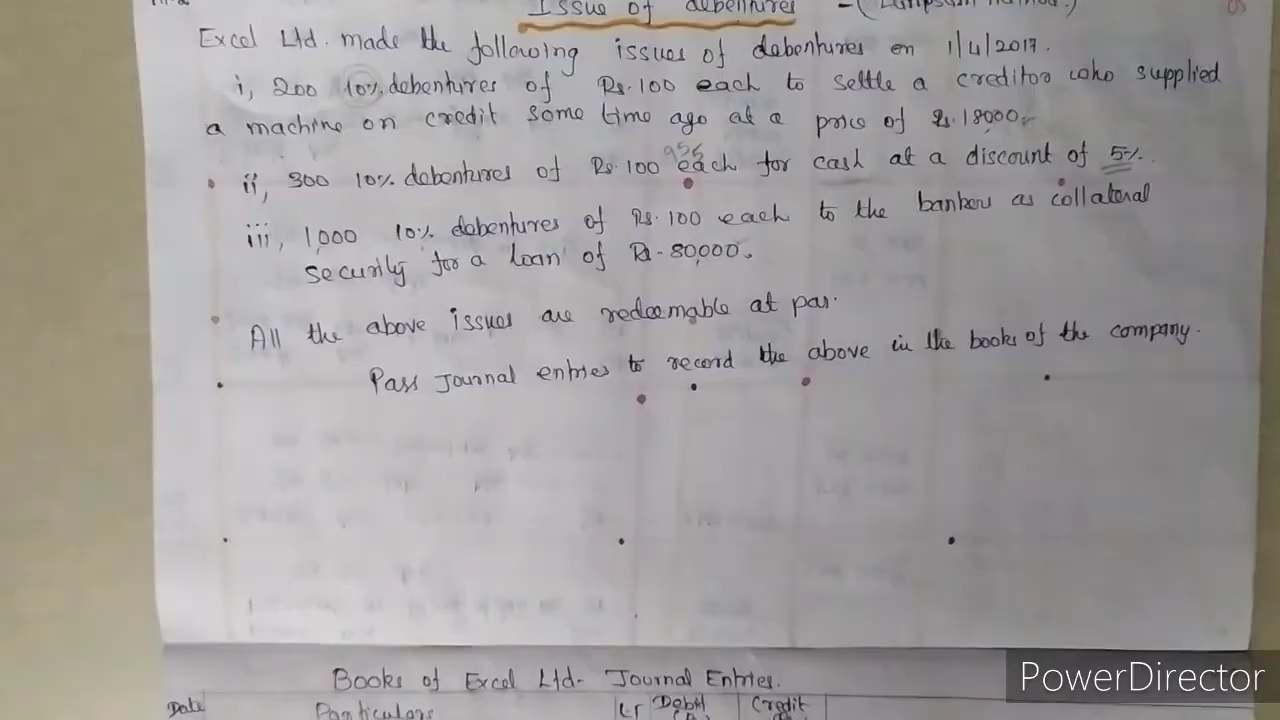 Issue of debentures - (Lumpsum Method.)
Excel Ltd. made the following issues of debentures on 1/4/2017.
i, 200 10% debentures of Rs.100 each to settle a creditor who supplied
a machine on credit some time ago at a price of Rs.18000
95%
ii, 300 10% debentures of Rs.100 each for cash at a discount of 5%.
iii, 1,000 10% debentures of Rs.100 each to the bankers as collateral
security for a loan of Rs-80,000.
All the above issues are redeemable at par.
Pass Journal entries to record the above in the books of the company.
Books of Excel Ltd- Journal Entries.
Date Particulars Lf Debit Credit
PowerDirector